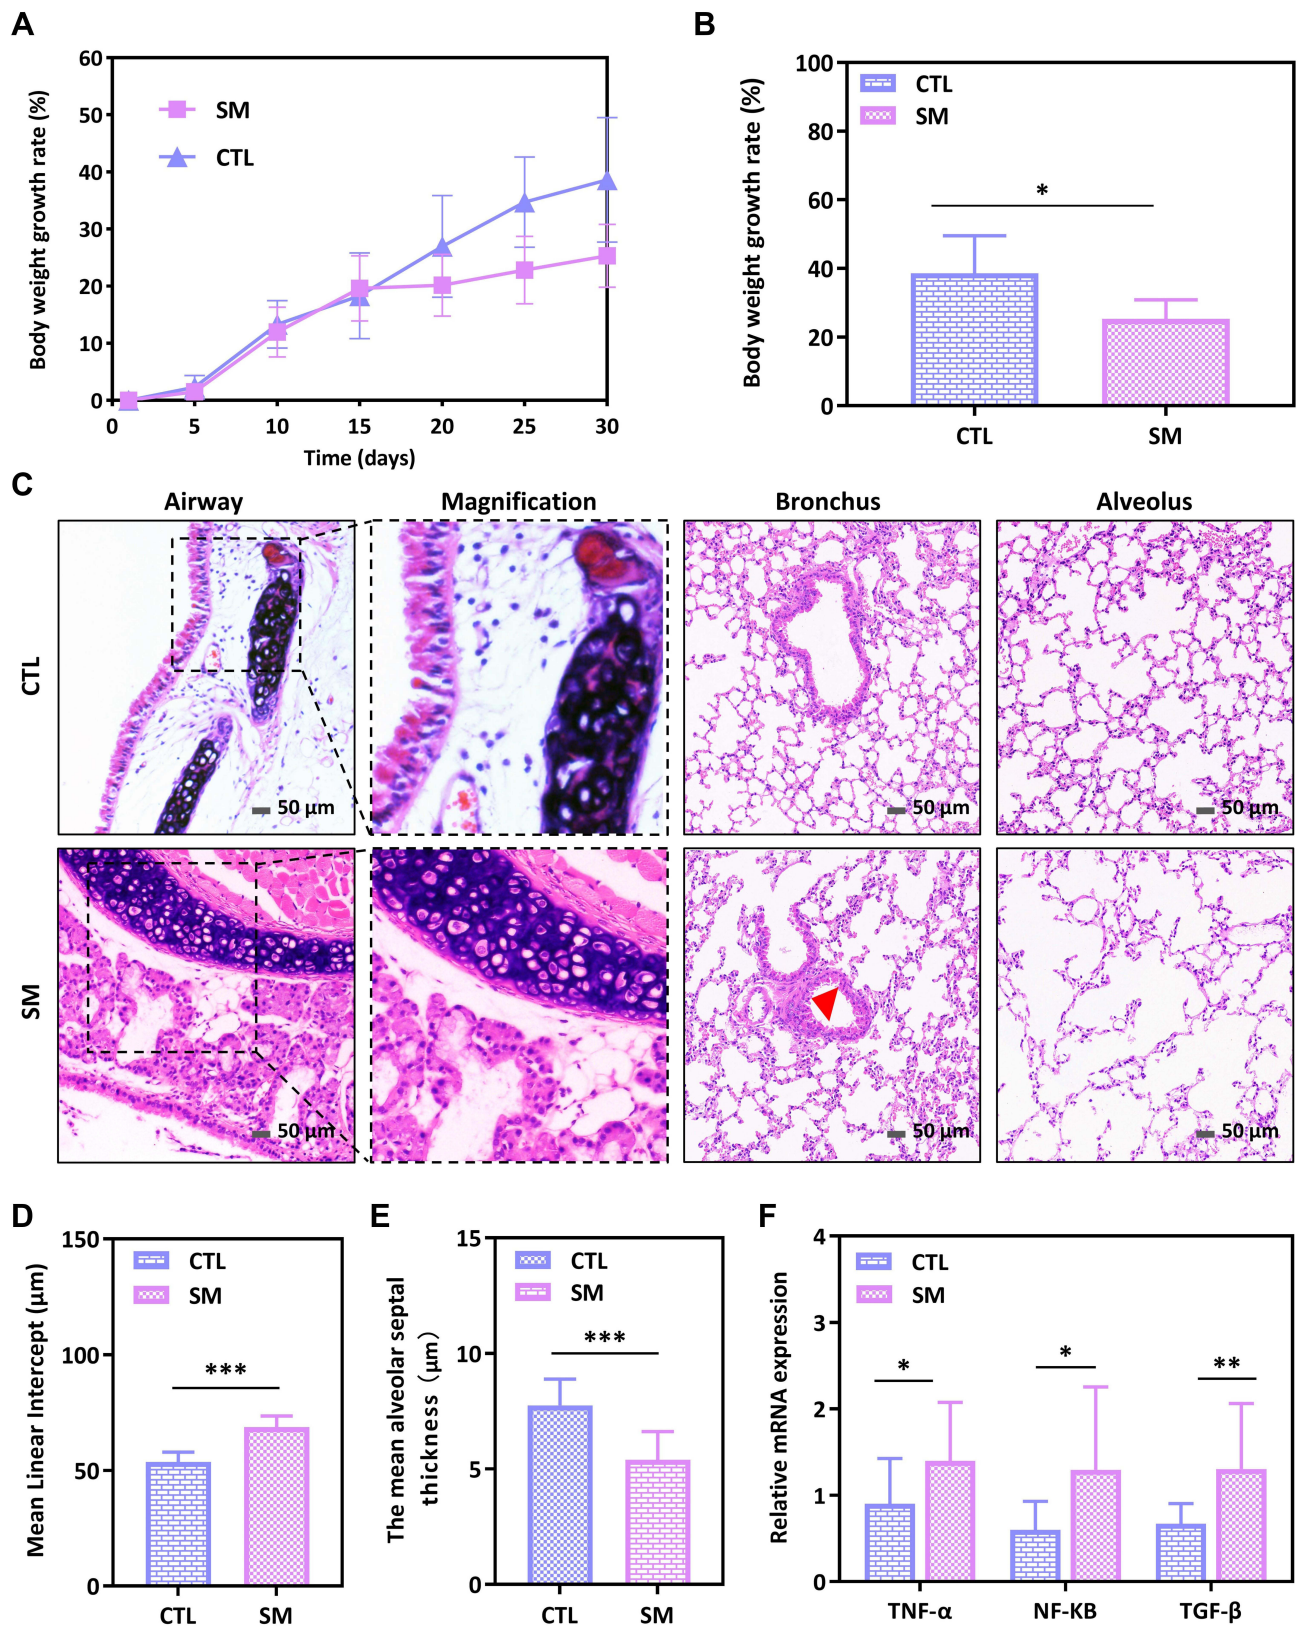 A
Body weight growth rate (%)
60
50
40
30
20
10
0
SM
CTL
0 5 10 15 20 25 30
Time (days)
B
Body weight growth rate (%)
100
80
60
40
20
0
CTL
SM
*
CTL SM
C
Airway Magnification Bronchus Alveolus
CTL
50 µm
50 µm
50 µm
SM
50 µm
50 µm
50 µm
D
Mean Linear Intercept (µm)
150
100
50
0
CTL
SM
***
CTL SM
E
The mean alveolar septal
thickness（µm）
15
10
5
0
CTL
SM
***
CTL SM
F
Relative mRNA expression
4
3
2
1
0
CTL
SM
* * **
TNF-α NF-KB TGF-β